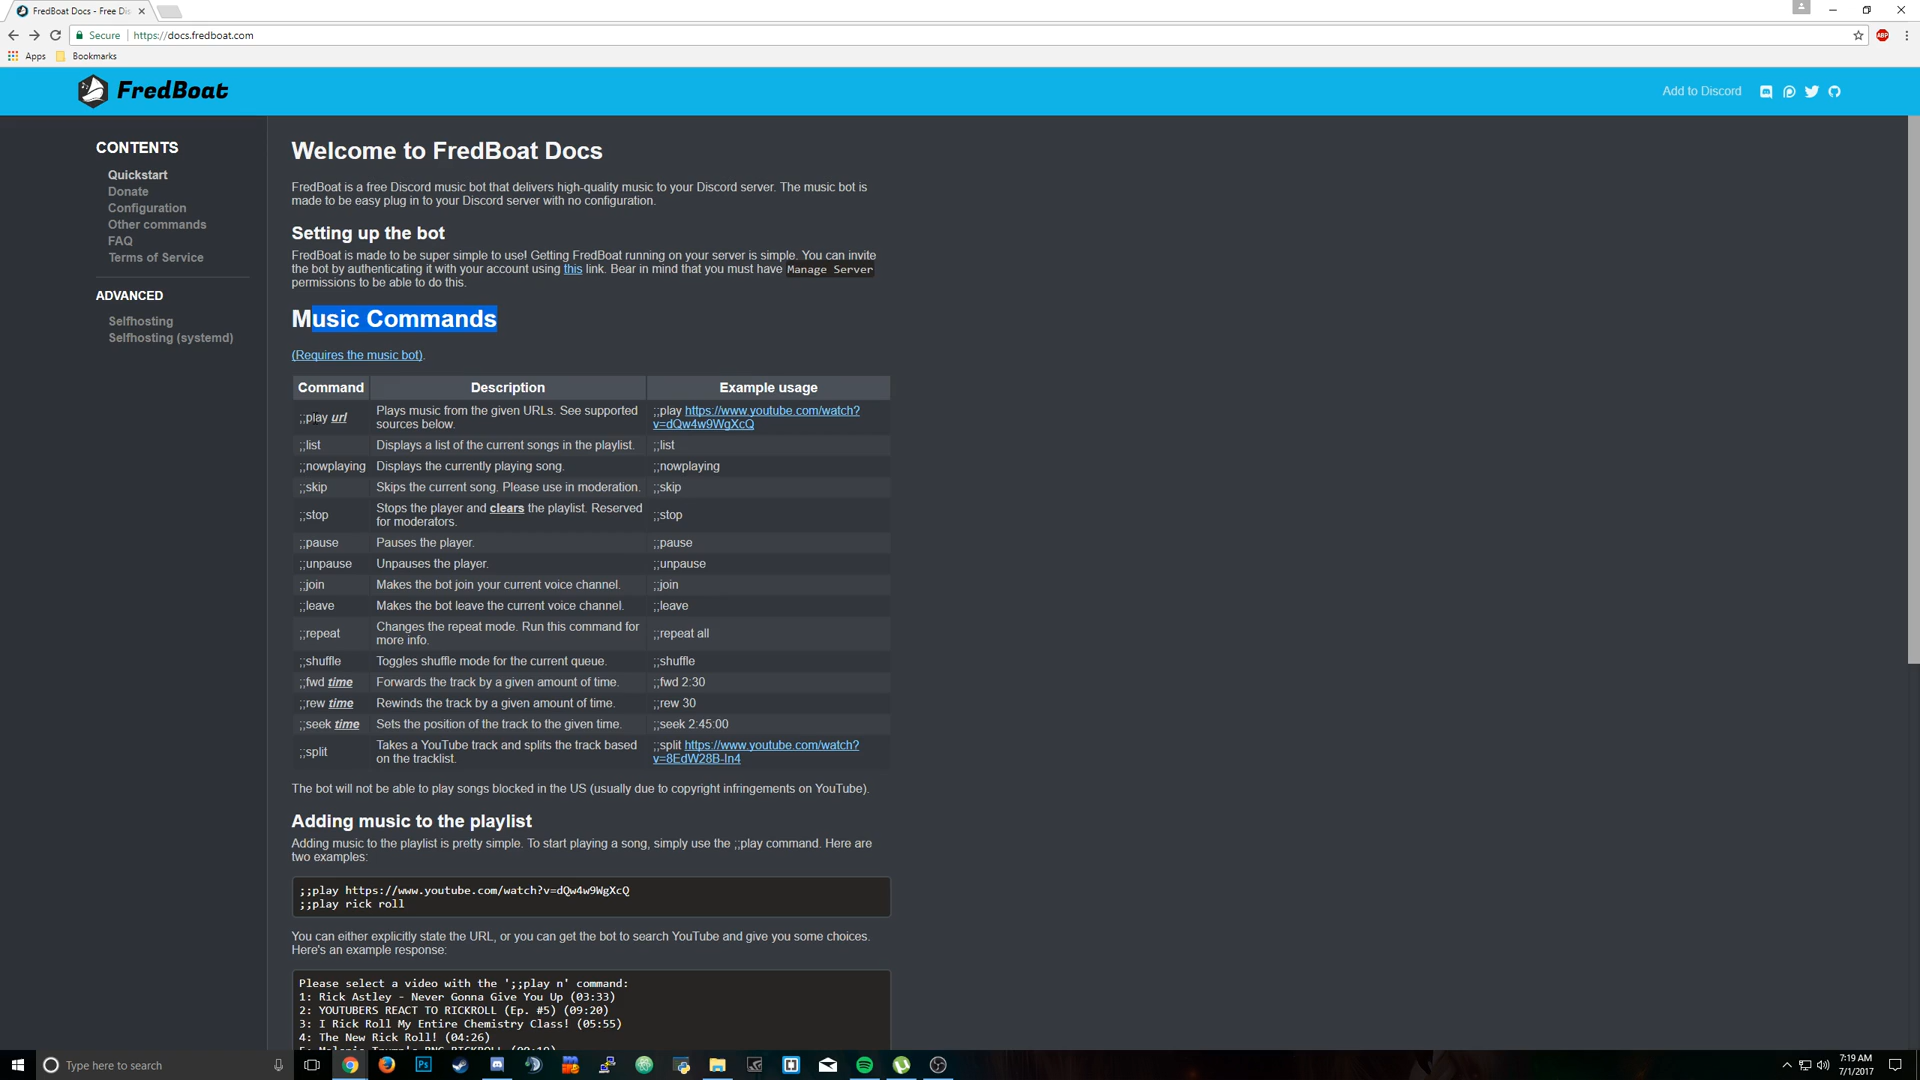 FredBoat Docs - Free Dis
Secure
https://docs.fredboat.com
ABP
Apps
Bookmarks
FredBoat
Add to Discord
CONTENTS
Quickstart
Donate
Configuration
Other commands
FAQ
Terms of Service
ADVANCED
Selfhosting
Selfhosting (systemd)
Welcome to FredBoat Docs
FredBoat is a free Discord music bot that delivers high-quality music to your Discord server. The music bot is
made to be easy plug in to your Discord server with no configuration.
Setting up the bot
FredBoat is made to be super simple to use! Getting FredBoat running on your server is simple. You can invite
the bot by authenticating it with your account using this link. Bear in mind that you must have Manage Server
permissions to be able to do this.
Music Commands
(Requires the music bot).
Command Description Example usage
;;play url
Plays music from the given URLs. See supported
sources below.
;;play https://www.youtube.com/watch?
v=dQw4w9WgXcQ
;;list Displays a list of the current songs in the playlist. ;;list
;;nowplaying Displays the currently playing song. ;;nowplaying
;;skip Skips the current song. Please use in moderation. ;;skip
;;stop
Stops the player and clears the playlist. Reserved
for moderators.
;;stop
;;pause Pauses the player. ;;pause
;;unpause Unpauses the player. ;;unpause
;;join Makes the bot join your current voice channel. ;;join
;;leave Makes the bot leave the current voice channel. ;;leave
;;repeat
Changes the repeat mode. Run this command for
more info.
;;repeat all
;;shuffle Toggles shuffle mode for the current queue. ;;shuffle
;;fwd time Forwards the track by a given amount of time. ;;fwd 2:30
;;rew time Rewinds the track by a given amount of time. ;;rew 30
;;seek time Sets the position of the track to the given time. ;;seek 2:45:00
;;split
Takes a YouTube track and splits the track based
on the tracklist.
;;split https://www.youtube.com/watch?
v=8EdW28B-In4
The bot will not be able to play songs blocked in the US (usually due to copyright infringements on YouTube).
Adding music to the playlist
Adding music to the playlist is pretty simple. To start playing a song, simply use the ;;play command. Here are
two examples:
;;play https://www.youtube.com/watch?v=dQw4w9WgXcQ
;;play rick roll
You can either explicitly state the URL, or you can get the bot to search YouTube and give you some choices.
Here's an example response:
Please select a video with the ';;play n' command:
1: Rick Astley - Never Gonna Give You Up (03:33)
2: YOUTUBERS REACT TO RICKROLL (Ep. #5) (09:20)
3: I Rick Roll My Entire Chemistry Class! (05:55)
4: The New Rick Roll! (04:26)
Type here to search
Ps
7:19 AM
7/1/2017